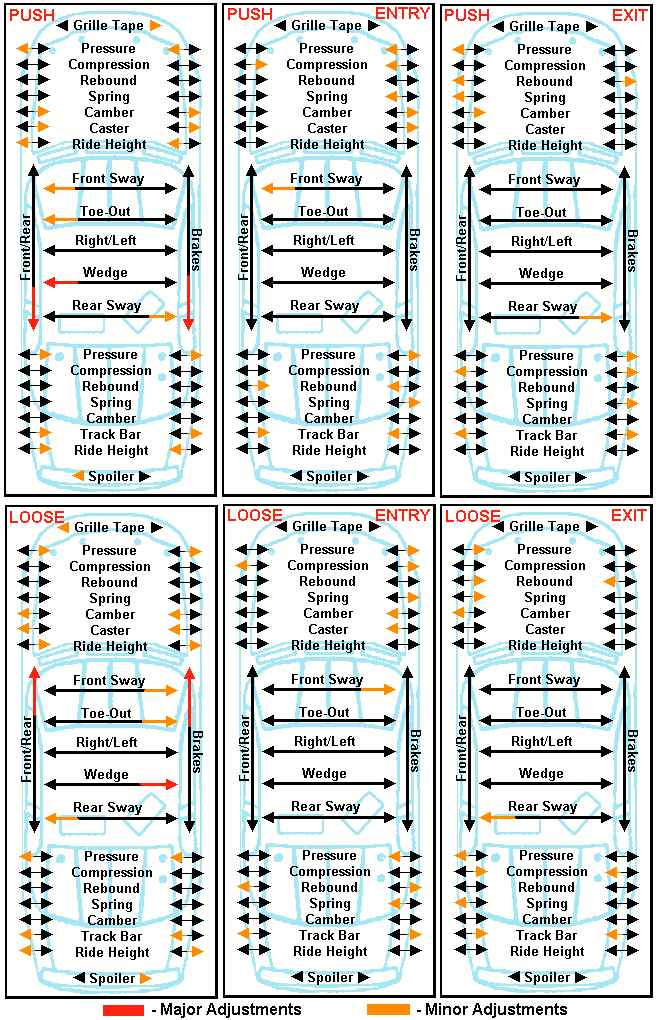 PUSH
Grille Tape
Pressure
Compression
Rebound
Spring
Camber
Caster
Ride Height
Front Sway
Toe-Out
Right/Left
Wedge
Rear Sway
Front/Rear
Brakes
Pressure
Compression
Rebound
Spring
Camber
Track Bar
Ride Height
Spoiler
PUSH ENTRY
Grille Tape
Pressure
Compression
Rebound
Spring
Camber
Caster
Ride Height
Front Sway
Toe-Out
Right/Left
Wedge
Rear Sway
Front/Rear
Brakes
Pressure
Compression
Rebound
Spring
Camber
Track Bar
Ride Height
Spoiler
PUSH EXIT
Grille Tape
Pressure
Compression
Rebound
Spring
Camber
Caster
Ride Height
Front Sway
Toe-Out
Right/Left
Wedge
Rear Sway
Front/Rear
Brakes
Pressure
Compression
Rebound
Spring
Camber
Track Bar
Ride Height
Spoiler
LOOSE
Grille Tape
Pressure
Compression
Rebound
Spring
Camber
Caster
Ride Height
Front Sway
Toe-Out
Right/Left
Wedge
Rear Sway
Front/Rear
Brakes
Pressure
Compression
Rebound
Spring
Camber
Track Bar
Ride Height
Spoiler
LOOSE ENTRY
Grille Tape
Pressure
Compression
Rebound
Spring
Camber
Caster
Ride Height
Front Sway
Toe-Out
Right/Left
Wedge
Rear Sway
Front/Rear
Brakes
Pressure
Compression
Rebound
Spring
Camber
Track Bar
Ride Height
Spoiler
LOOSE EXIT
Grille Tape
Pressure
Compression
Rebound
Spring
Camber
Caster
Ride Height
Front Sway
Toe-Out
Right/Left
Wedge
Rear Sway
Front/Rear
Brakes
Pressure
Compression
Rebound
Spring
Camber
Track Bar
Ride Height
Spoiler
- Major Adjustments - Minor Adjustments